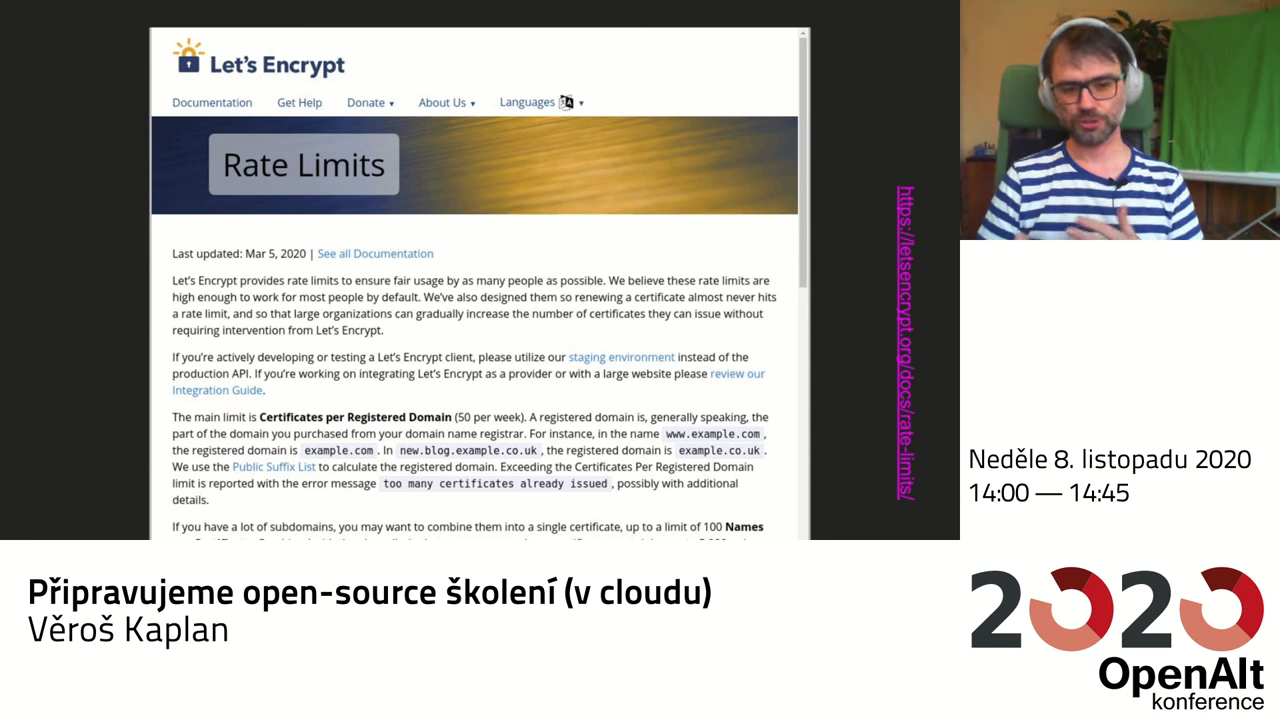 Let's Encrypt
Documentation Get Help Donate ▾ About Us ▾ Languages ▾
Rate Limits
Last updated: Mar 5, 2020 | See all Documentation
Let's Encrypt provides rate limits to ensure fair usage by as many people as possible. We believe these rate limits are
high enough to work for most people by default. We've also designed them so renewing a certificate almost never hits
a rate limit, and so that large organizations can gradually increase the number of certificates they can issue without
requiring intervention from Let's Encrypt.
If you're actively developing or testing a Let's Encrypt client, please utilize our staging environment instead of the
production API. If you're working on integrating Let's Encrypt as a provider or with a large website please review our
Integration Guide.
The main limit is Certificates per Registered Domain (50 per week). A registered domain is, generally speaking, the
part of the domain you purchased from your domain name registrar. For instance, in the name www.example.com,
the registered domain is example.com. In new.blog.example.co.uk, the registered domain is example.co.uk.
We use the Public Suffix List to calculate the registered domain. Exceeding the Certificates Per Registered Domain
limit is reported with the error message too many certificates already issued, possibly with additional
details.
If you have a lot of subdomains, you may want to combine them into a single certificate, up to a limit of 100 Names
https://letsencrypt.org/docs/rate-limits/
Neděle 8. listopadu 2020
14:00 — 14:45
Připravujeme open-source školení (v cloudu)
Věroš Kaplan
2020
OpenAlt
konference